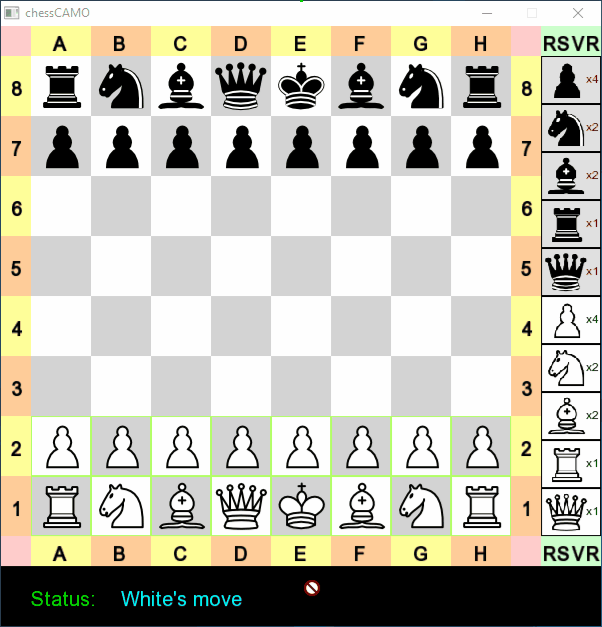 chessCAMO
A B C D E F G H RSVR
8 8 x4
7 7 x2
6 6 x2
x1
5 5 x1
4 4 x4
3 3 x2
2 2 x2
x1
1 1 x1
A B C D E F G H RSVR
Status: White's move